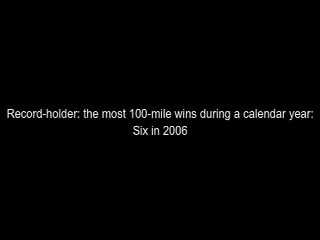 Record-holder: the most 100-mile wins during a calendar year:
Six in 2006